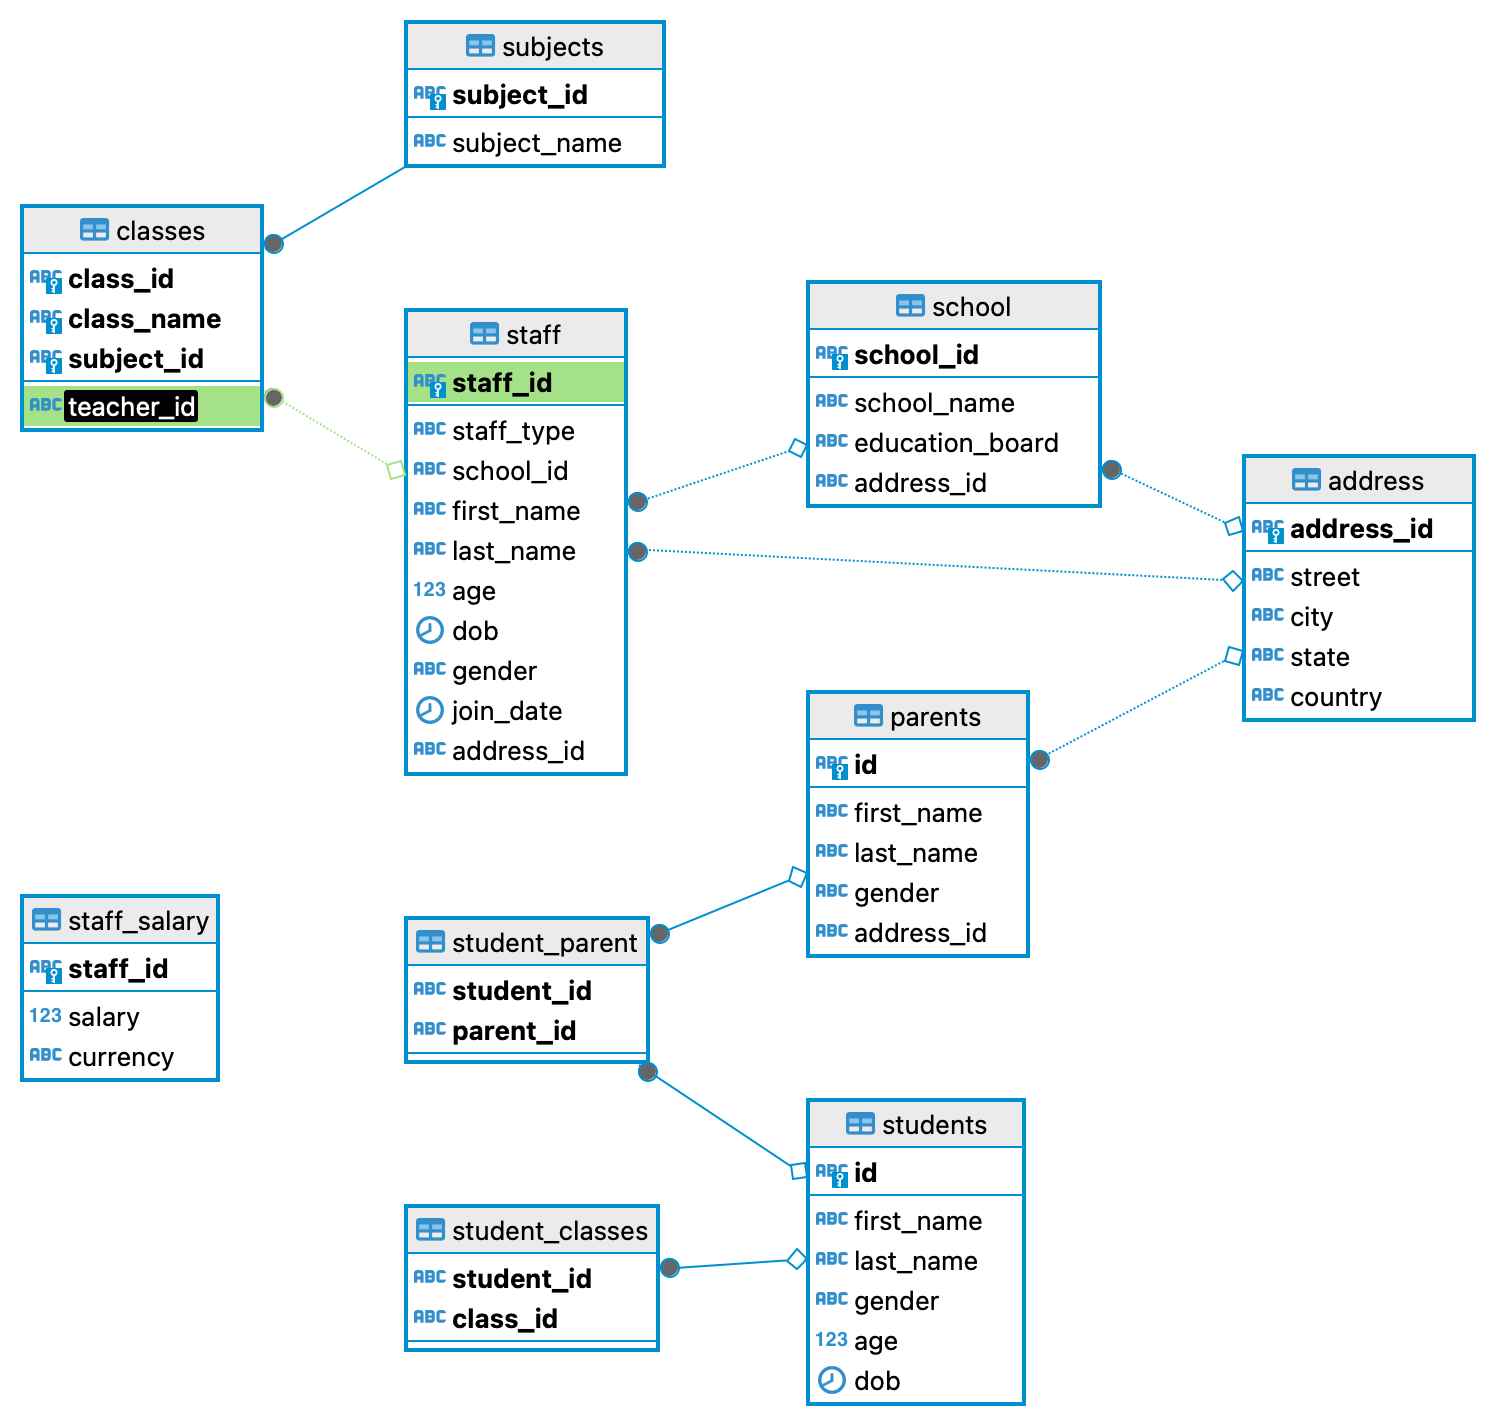 subjects
ABC subject_id
ABC subject_name
classes
ABC class_id
ABC class_name
ABC subject_id
ABC teacher_id
staff
ABC staff_id
ABC staff_type
ABC school_id
ABC first_name
ABC last_name
123 age
dob
ABC gender
join_date
ABC address_id
school
ABC school_id
ABC school_name
ABC education_board
ABC address_id
address
ABC address_id
ABC street
ABC city
ABC state
ABC country
parents
ABC id
ABC first_name
ABC last_name
ABC gender
ABC address_id
staff_salary
ABC staff_id
123 salary
ABC currency
student_parent
ABC student_id
ABC parent_id
students
ABC id
ABC first_name
ABC last_name
ABC gender
123 age
dob
student_classes
ABC student_id
ABC class_id